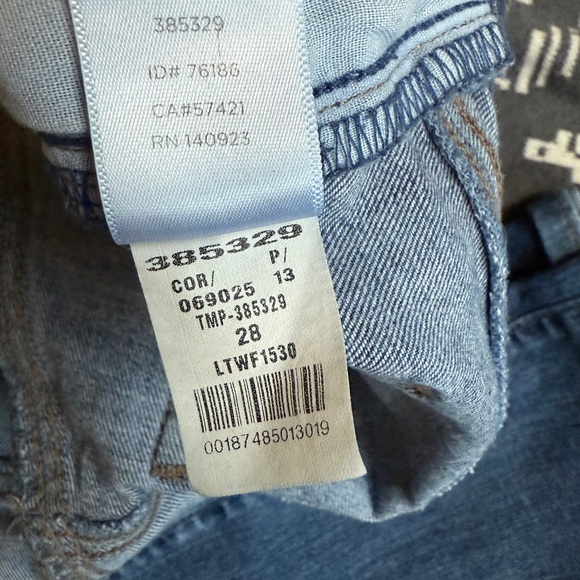 385329
ID# 76186
CA#57421
RN 140923
385329
COR/ P/
069025 13
TMP-385329
28
LTWF1530
00187485013019